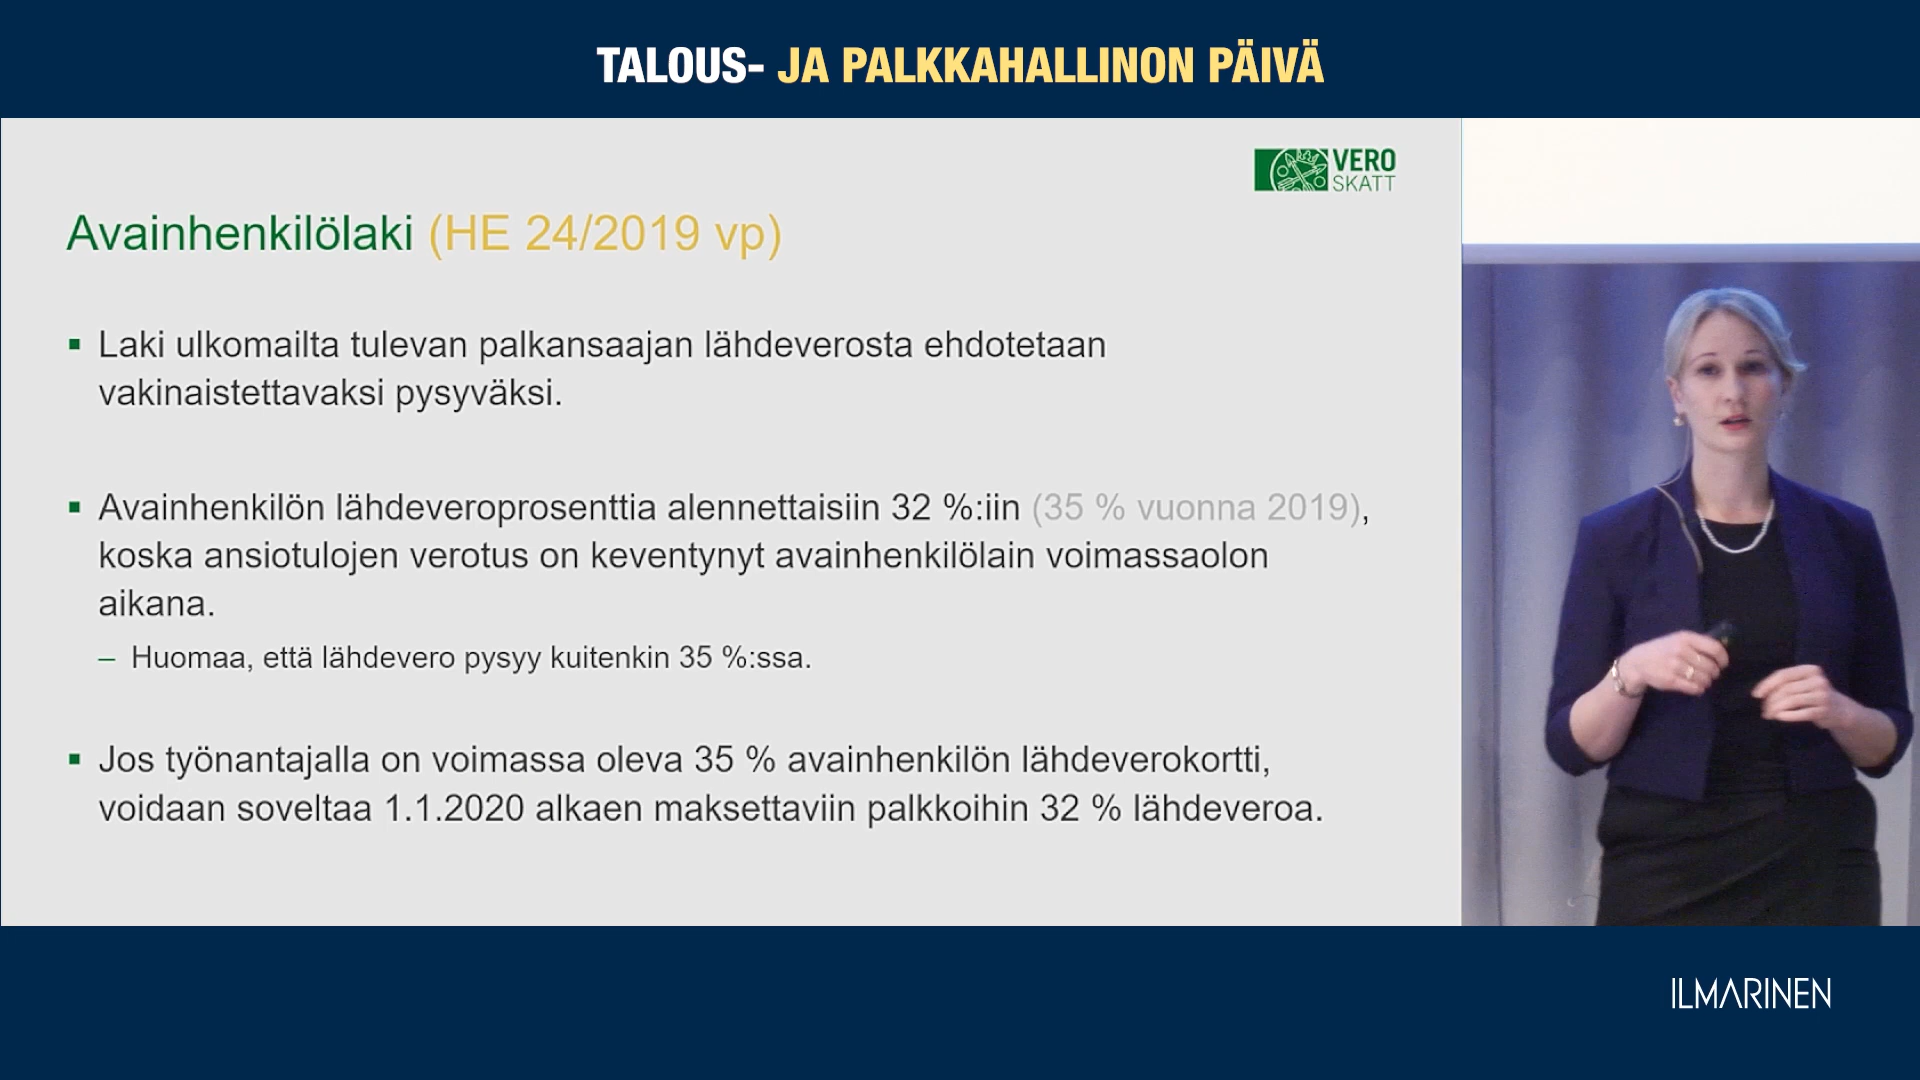 TALOUS- JA PALKKAHALLINON PÄIVÄ
VERO
SKATT
Avainhenkilölaki (HE 24/2019 vp)
▪ Laki ulkomailta tulevan palkansaajan lähdeverosta ehdotetaan
vakinaistettavaksi pysyväksi.
▪ Avainhenkilön lähdeveroprosenttia alennettaisiin 32 %:iin (35 % vuonna 2019),
koska ansiotulojen verotus on keventynyt avainhenkilölain voimassaolon
aikana.
– Huomaa, että lähdevero pysyy kuitenkin 35 %:ssa.
▪ Jos työnantajalla on voimassa oleva 35 % avainhenkilön lähdeverokortti,
voidaan soveltaa 1.1.2020 alkaen maksettaviin palkkoihin 32 % lähdeveroa.
ILMARINEN